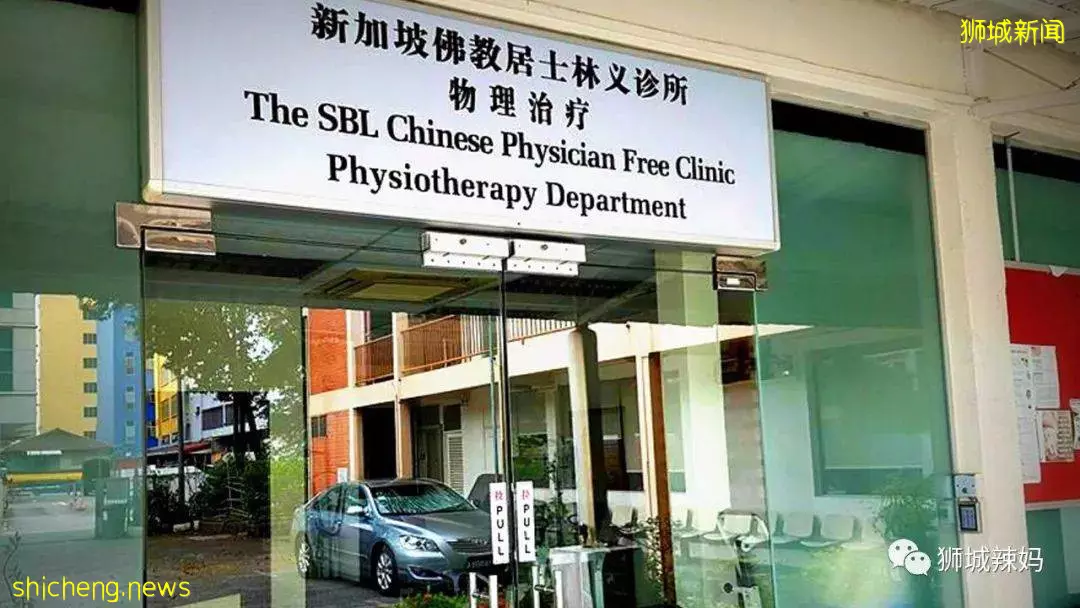 狮城新闻
新加坡佛教居士林义诊所
物理治疗
The SBL Chinese Physician Free Clinic
Physiotherapy Department
拉 PULL
拉 PULL
狮城辣妈
shicheng.news